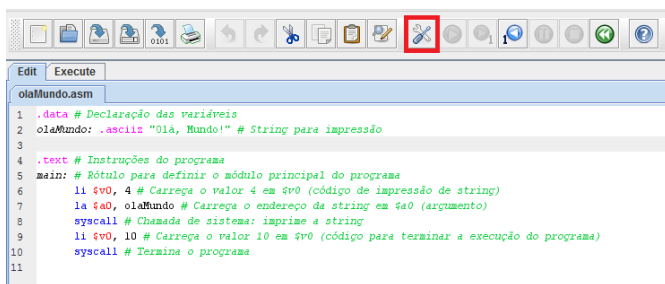 0101
1
Edit Execute
olaMundo.asm
1 .data # Declaração das variáveis
2 olaMundo: .asciiz "Olá, Mundo!" # String para impressão
3
4 .text # Instruções do programa
5 main: # Rótulo para definir o módulo principal do programa
6 li $v0, 4 # Carrega o valor 4 em $v0 (código de impressão de string)
7 la $a0, olaMundo # Carrega o endereço da string em $a0 (argumento)
8 syscall # Chamada de sistema: imprime a string
9 li $v0, 10 # Carrega o valor 10 em $v0 (código para terminar a execução do programa)
10 syscall # Termina o programa
11